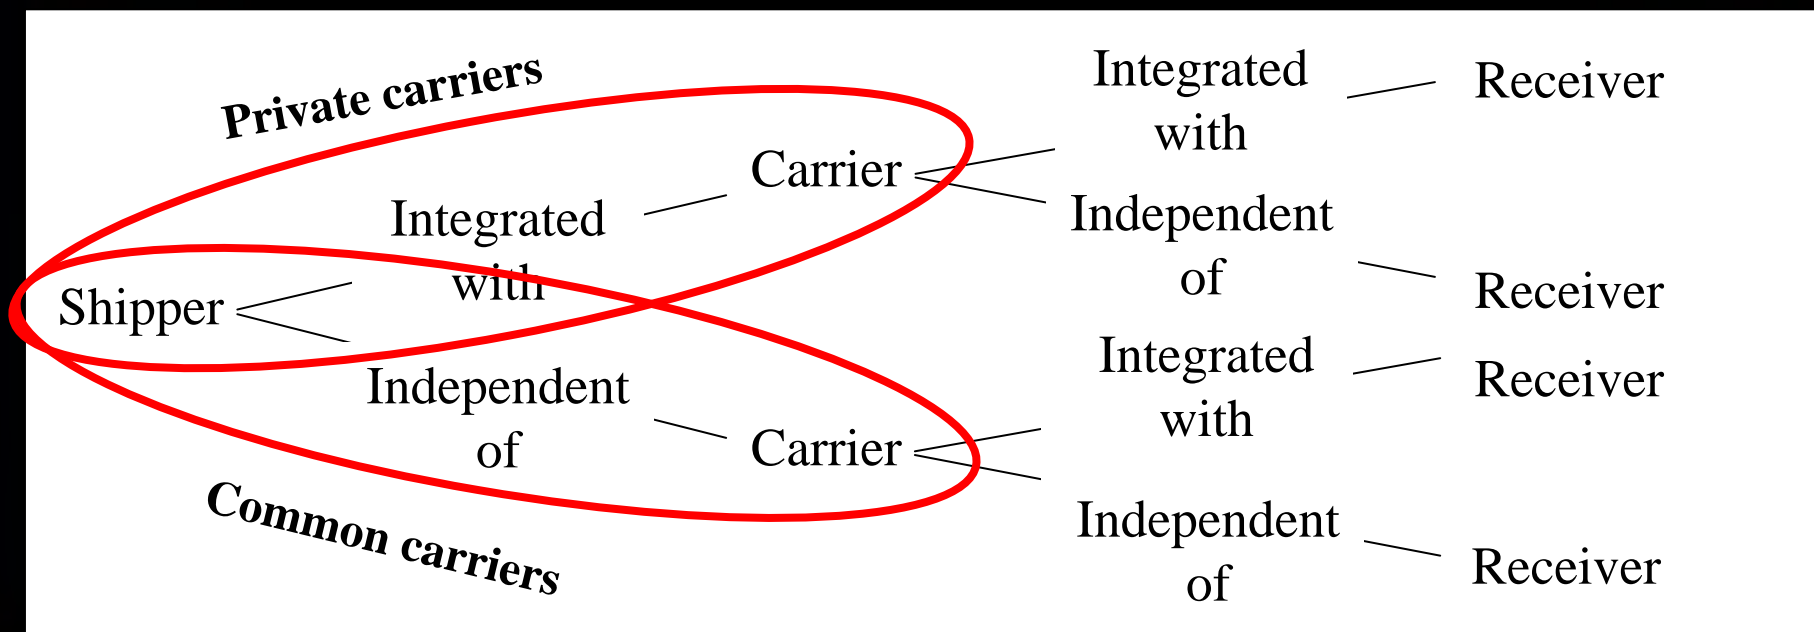 Private carriers
Integrated
with
Receiver
Carrier
Integrated
with
Independent
of
Receiver
Shipper
Independent
of
Carrier
Integrated
with
Receiver
Common carriers
Independent
of
Receiver